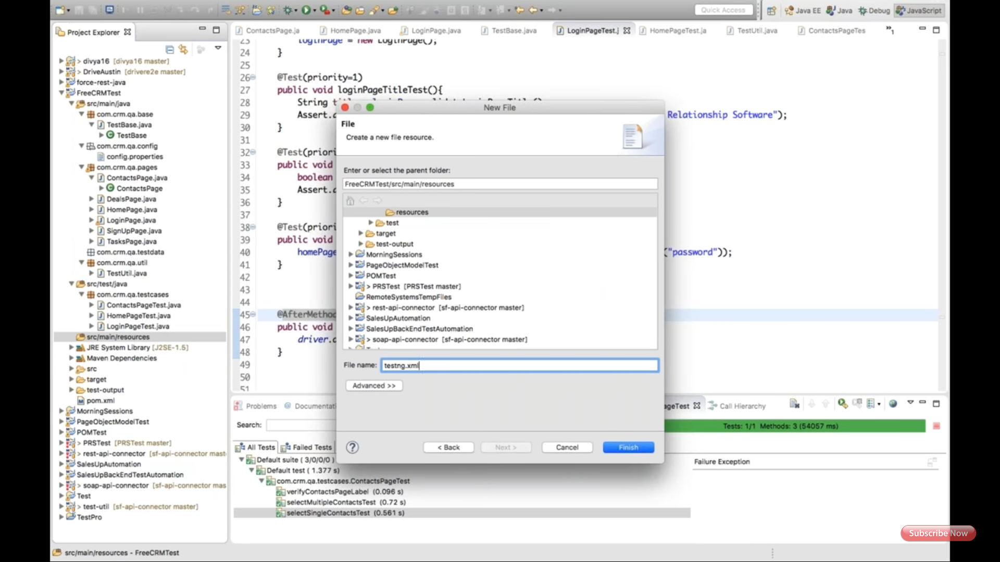 Quick Access
Java EE
Java
Debug
JavaScript
Project Explorer
ContactsPage.ja
HomePage.java
LoginPage.java
TestBase.java
LoginPageTest.j
HomePageTest.ja
TestUtil.java
ContactsPageTes
»1
> divya16 [divya16 master]
> DriveAustin [drivere2e master]
force-rest-java
FreeCRMTest
src/main/java
com.crm.qa.base
TestBase.java
TestBase
com.crm.qa.config
config.properties
com.crm.qa.pages
ContactsPage.java
ContactsPage
DealsPage.java
HomePage.java
LoginPage.java
SignUpPage.java
TasksPage.java
com.crm.qa.testdata
com.crm.qa.util
TestUtil.java
src/test/java
com.crm.qa.testcases
ContactsPageTest.java
HomePageTest.java
LoginPageTest.java
src/main/resources
JRE System Library [J2SE-1.5]
Maven Dependencies
src
target
test-output
pom.xml
MorningSessions
PageObjectModelTest
POMTest
> PRSTest [PRSTest master]
> rest-api-connector [sf-api-connector mast
SalesUpAutomation
SalesUpBackEndTestAutomation
> soap-api-connector [sf-api-connector mas
Test
> test-util [sf-api-connector master]
TestPro
23 loginPage = new LoginPage();
24 }
25
26 @Test(priority=1)
27 public void loginPageTitleTest(){
28 String
29 Assert. Relationship Software");
30 }
31
32 @Test(priori
33 public void
34 boolean
35 Assert.
36 }
37
38 @Test(priori
39 public void
40 homePage ("password"));
41 }
42
43
44
45 @AfterMethod
46 public void
47 driver.
48 }
49
50
51
New File
File
Create a new file resource.
Enter or select the parent folder:
FreeCRMTest/src/main/resources
resources
test
target
test-output
MorningSessions
PageObjectModelTest
POMTest
> PRSTest [PRSTest master]
RemoteSystemsTempFiles
> rest-api-connector [sf-api-connector master]
SalesUpAutomation
SalesUpBackEndTestAutomation
> soap-api-connector [sf-api-connector master]
File name: testng.xml
Advanced >>
? < Back Next > Cancel Finish
Problems
@ Documentati
ageTest
Call Hierarchy
Search:
Tests: 1/1 Methods: 3 (54057 ms)
All Tests
Failed Tests
Failure Exception
Default suite ( 3/0/0/0 )
Default test ( 1.377 s)
com.crm.qa.testcases.ContactsPageTest
verifyContactsPageLabel (0.096 s)
selectMultipleContactsTest (0.72 s)
selectSingleContactsTest (0.561 s)
Subscribe Now
src/main/resources - FreeCRMTest